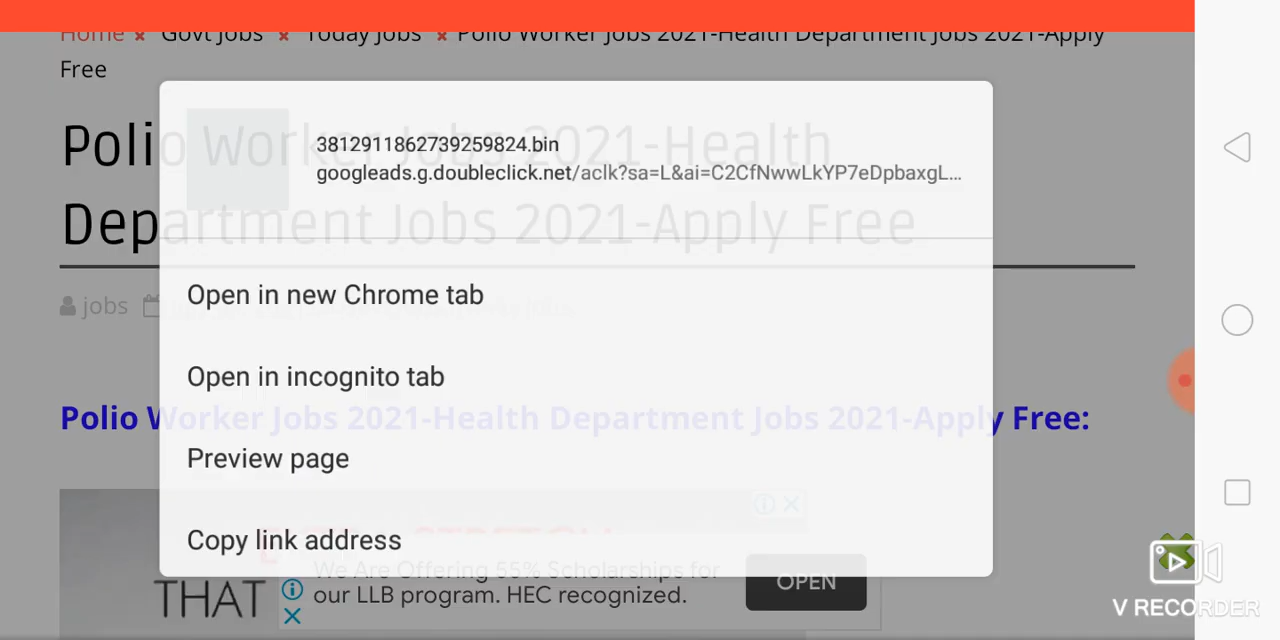 Home × Govt Jobs × Today Jobs × Polio Worker Jobs 2021-Health Department Jobs 2021-Apply
Free
Polio Worker Jobs 2021-Health
Department Jobs 2021-Apply Free
3812911862739259824.bin
googleads.g.doubleclick.net/aclk?sa=L&ai=C2CfNwwLkYP7eDpbaxgL...
jobs
Open in new Chrome tab
Open in incognito tab
Polio Worker Jobs 2021-Health Department Jobs 2021-Apply Free:
Preview page
Copy link address
We Are Offering 55% Scholarships for
our LLB program. HEC recognized.
OPEN
THAT
V RECORDER